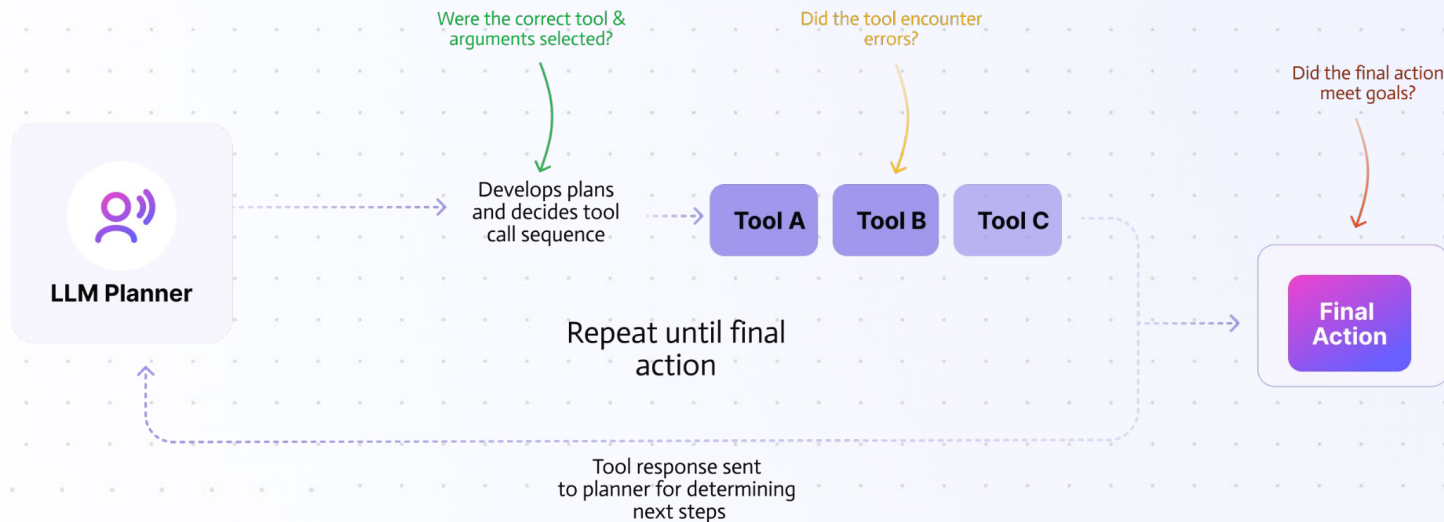 Were the correct tool &
arguments selected?
Did the tool encounter
errors?
Did the final action
meet goals?
LLM Planner
Develops plans
and decides tool
call sequence
Tool A
Tool B
Tool C
Final
Action
Repeat until final
action
Tool response sent
to planner for determining
next steps